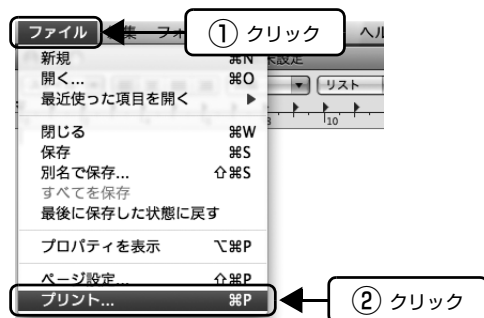 ファイル 集 フォ ① クリック ヘル
新規 ⌘N 未設定
開く... ⌘O リスト
最近使った項目を開く ▶
8 10
閉じる ⌘W
保存 ⌘S
別名で保存... ⇧⌘S
すべてを保存
最後に保存した状態に戻す
プロパティを表示 ⌥⌘P
ページ設定... ⇧⌘P
プリント... ⌘P ② クリック